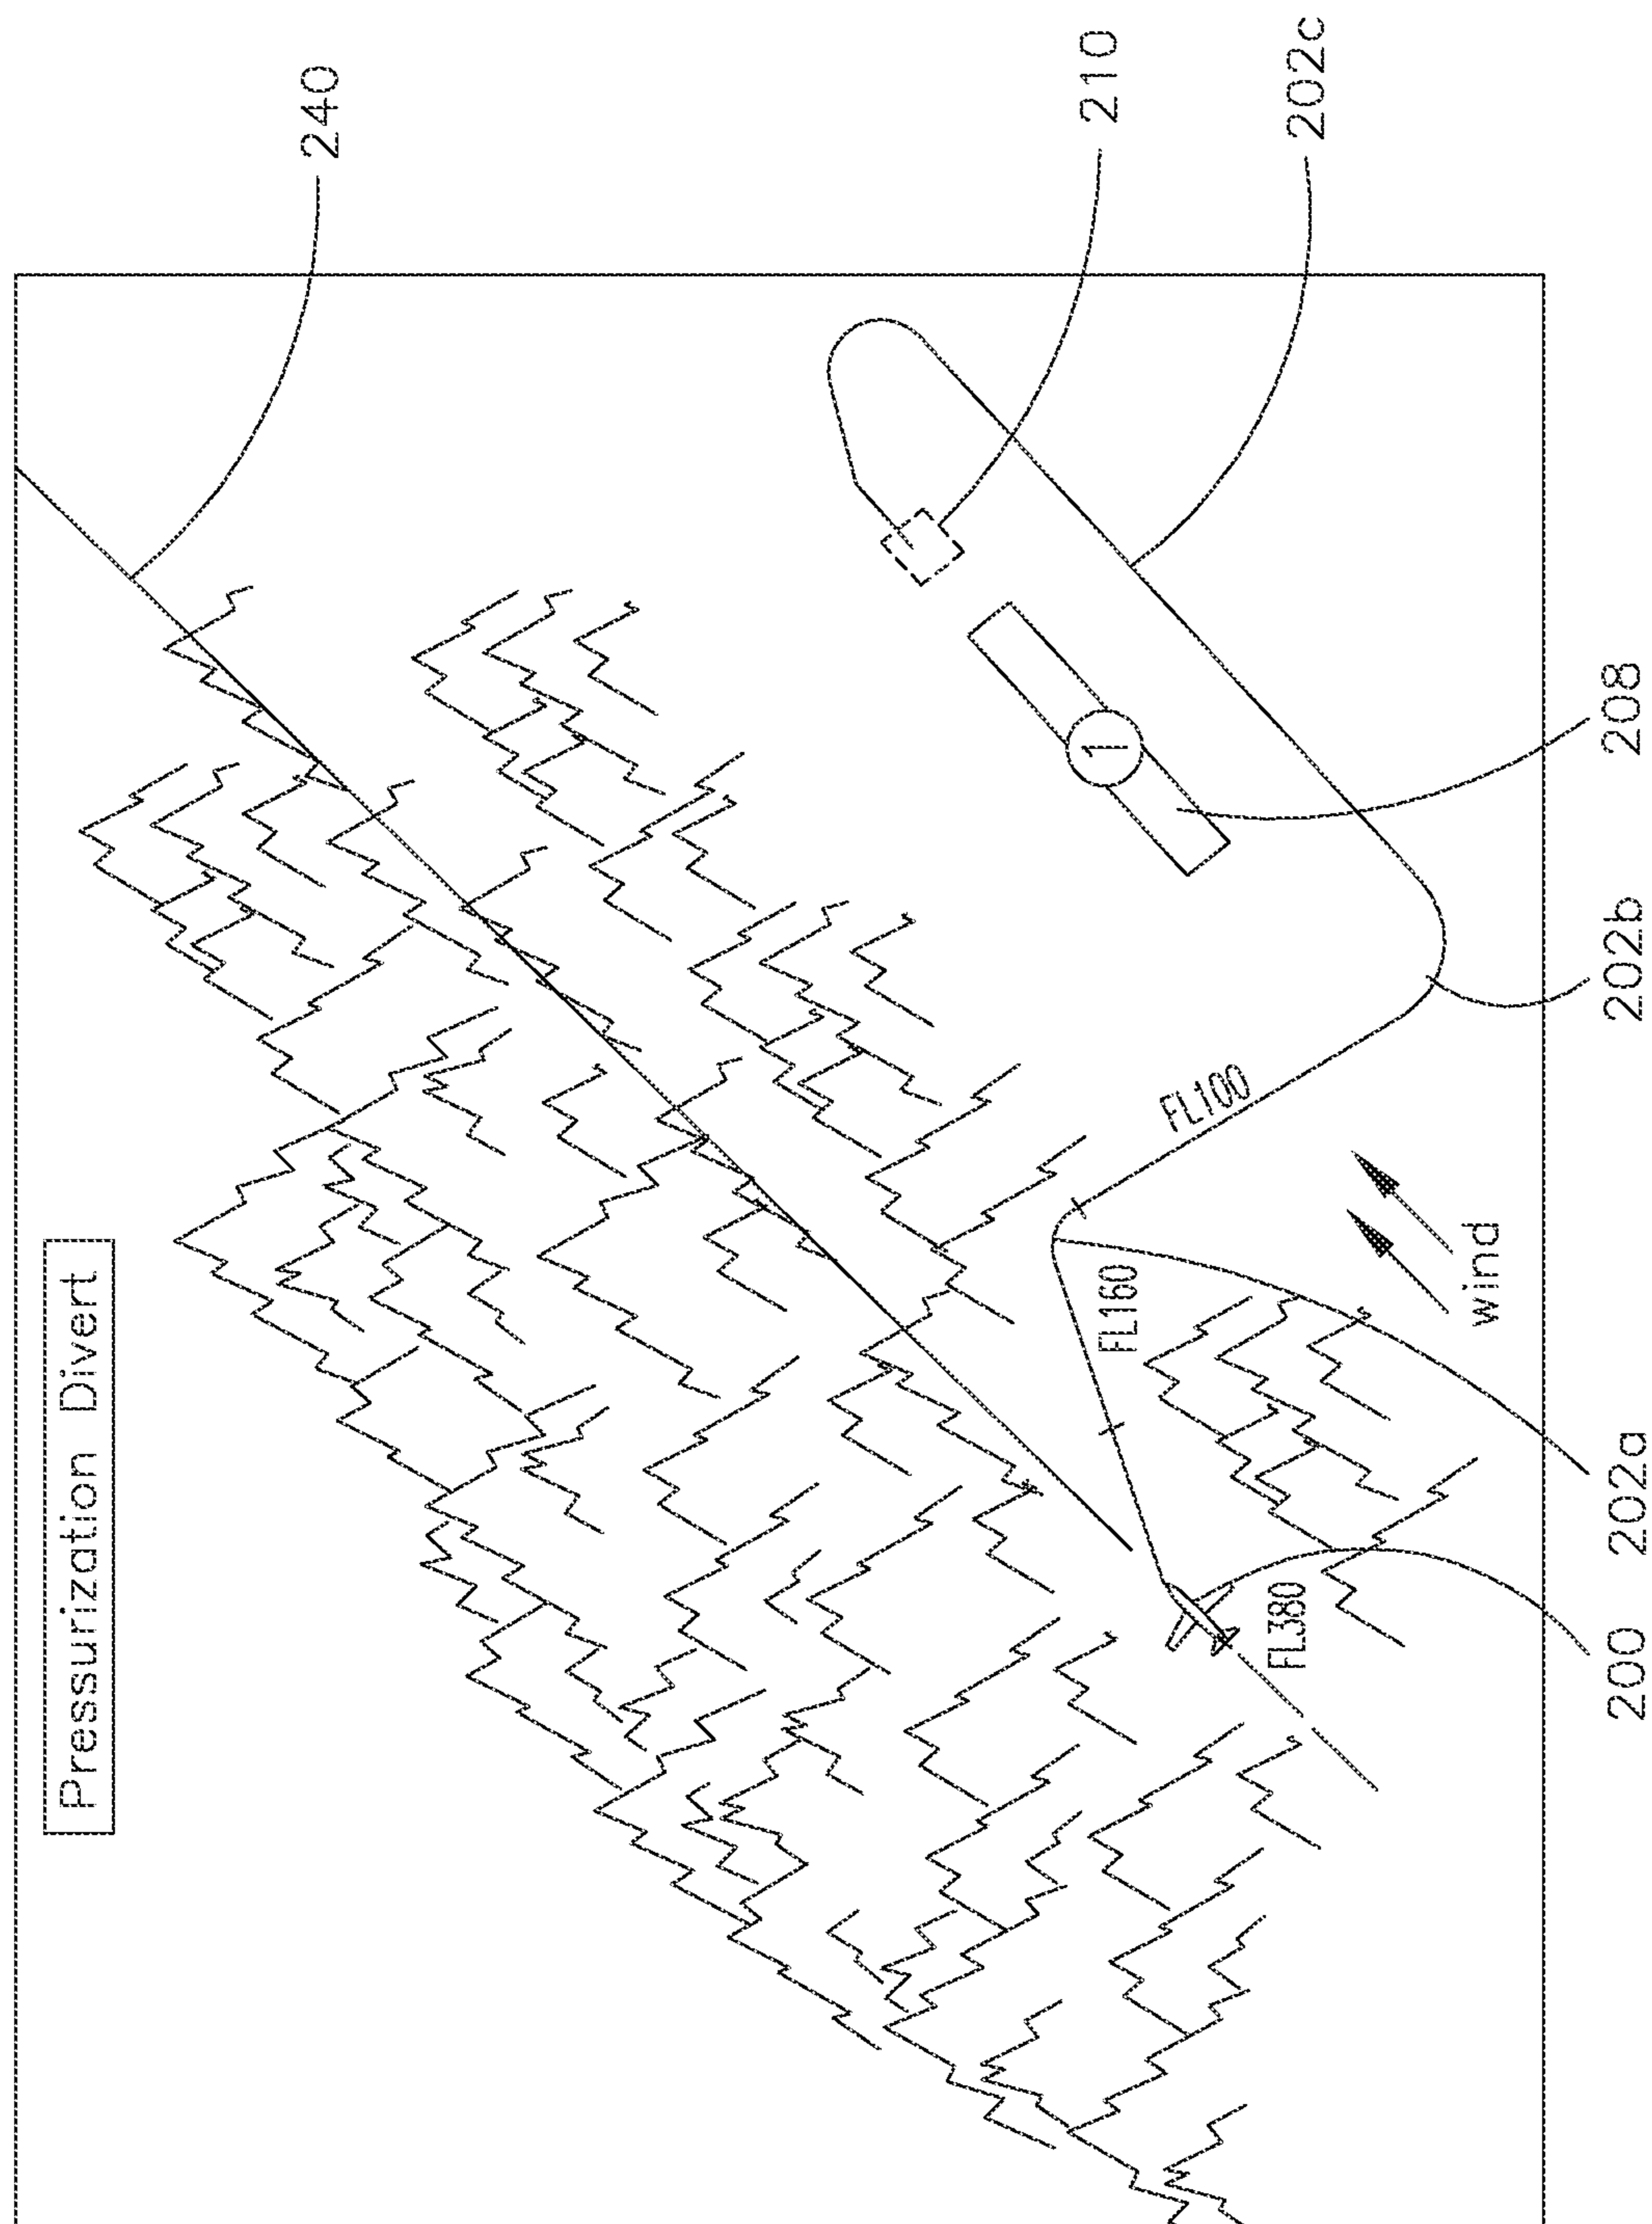 Pressurization Divert
240
210
202c
208
202b
202a
200
FL380
FL160
FL100
wind
1